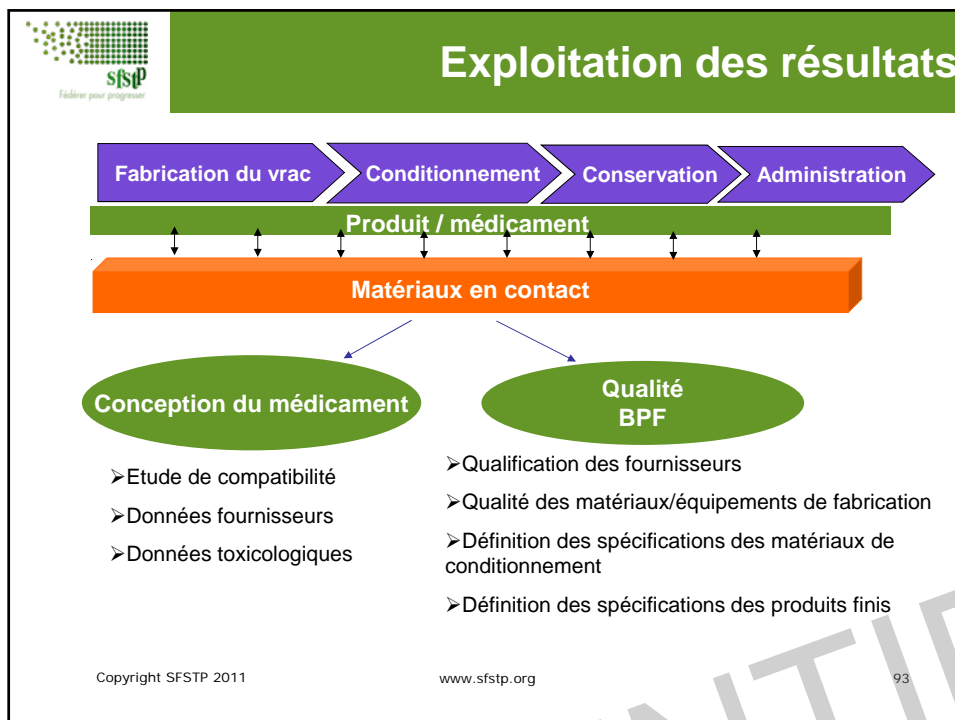 sfstp
Fédérer pour progresser
Exploitation des résultats
Fabrication du vrac
Conditionnement
Conservation
Administration
Produit / médicament
Matériaux en contact
Conception du médicament
Qualité
BPF
➢Etude de compatibilité
➢Données fournisseurs
➢Données toxicologiques
➢Qualification des fournisseurs
➢Qualité des matériaux/équipements de fabrication
➢Définition des spécifications des matériaux de
conditionnement
➢Définition des spécifications des produits finis
Copyright SFSTP 2011
www.sfstp.org
93